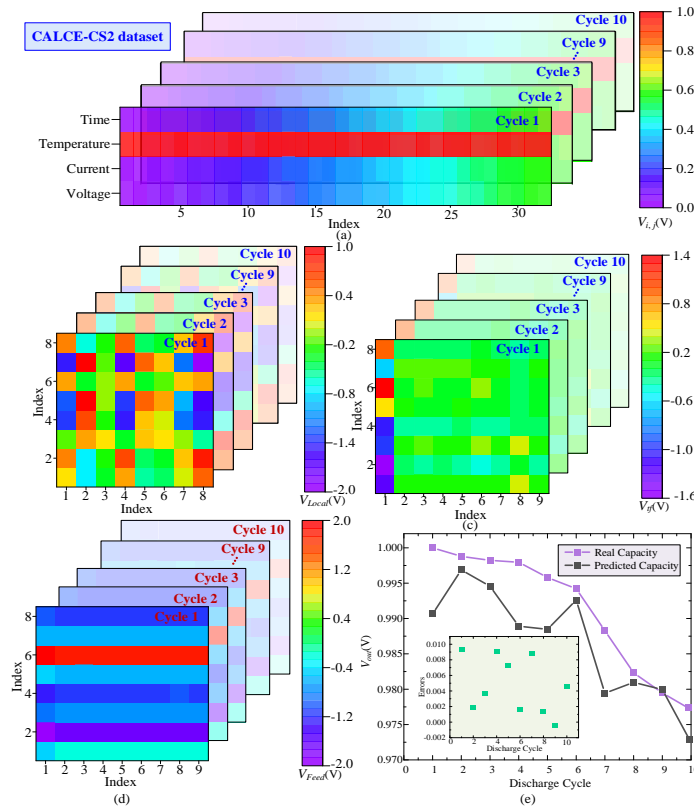 CALCE-CS2 dataset
Cycle 10
Cycle 9
Cycle 3
Cycle 2
Cycle 1
Time
Temperature
Current
Voltage
5 10 15 20 25 30
Index
(a)
1.0
0.8
0.6
0.4
0.2
0.0
V_{i, j}(V)
Cycle 10
Cycle 9
Cycle 3
Cycle 2
Cycle 1
8
6
4
2
Index
1 2 3 4 5 6 7 8
Index
1.0
0.4
-0.2
-0.8
-1.4
-2.0
V_{Local}(V)
Cycle 10
Cycle 9
Cycle 3
Cycle 2
Cycle 1
8
6
4
2
Index
1 2 3 4 5 6 7 8 9
Index
(c)
1.4
0.8
0.2
-0.4
-1.0
-1.6
V_{tf}(V)
Cycle 10
Cycle 9
Cycle 3
Cycle 2
Cycle 1
8
6
4
2
Index
1 2 3 4 5 6 7 8 9
Index
(d)
2.0
1.2
0.4
-0.4
-1.2
-2.0
V_{Feed}(V)
Real Capacity
Predicted Capacity
1.000
0.995
0.990
0.985
0.980
0.975
0.970
V_{out}(V)
0.010
0.008
0.006
0.004
0.002
0.000
-0.002
Errors
0 2 4 6 8 10
Discharge Cycle
0 1 2 3 4 5 6 7 8 9 10
Discharge Cycle
(e)